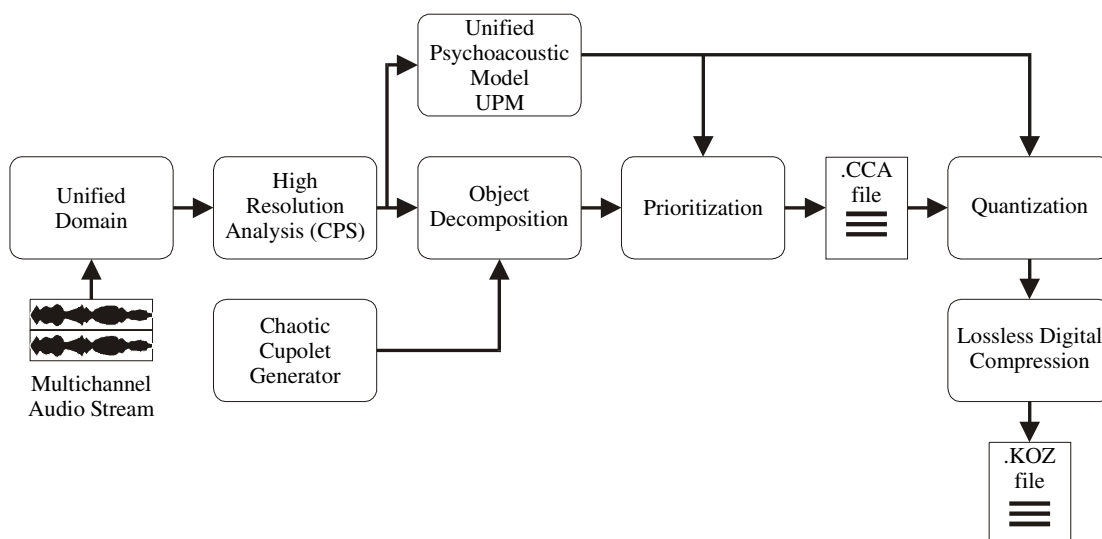 Unified
Psychoacoustic
Model
UPM
Unified
Domain
High
Resolution
Analysis (CPS)
Object
Decomposition
Prioritization
.CCA
file
Quantization
Multichannel
Audio Stream
Chaotic
Cupolet
Generator
Lossless Digital
Compression
.KOZ
file